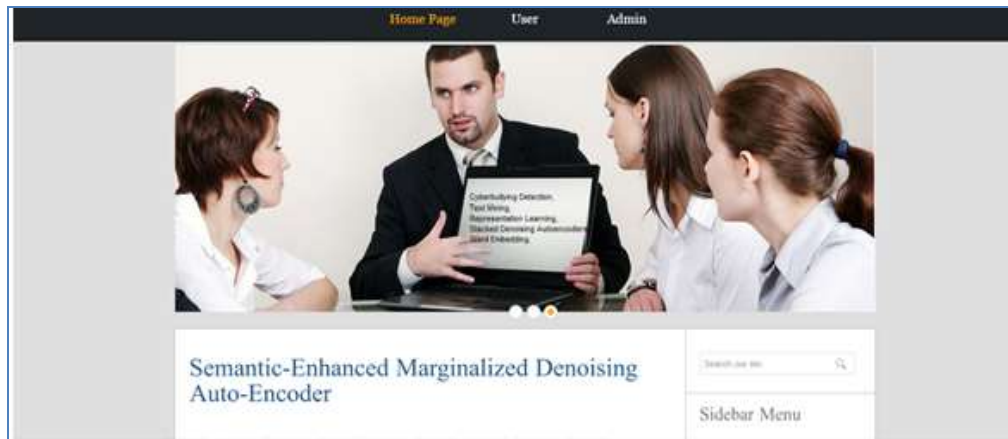 Home Page User Admin
Cyberbullying Detection,
Text Mining,
Representation Learning,
Stacked Denoising Autoencoders
Word Embedding
Semantic-Enhanced Marginalized Denoising
Auto-Encoder
Search our site
Sidebar Menu